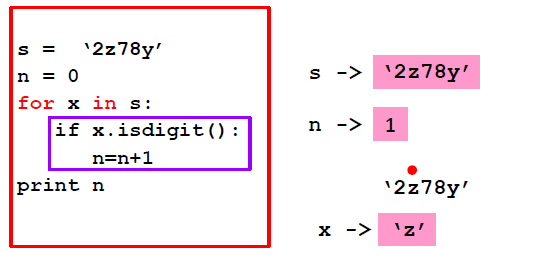 s =  ‘2z78y’
n = 0
for x in s:
   if x.isdigit():
      n=n+1
print n
s -> ‘2z78y’
n -> 1
‘2z78y’
x -> ‘z’